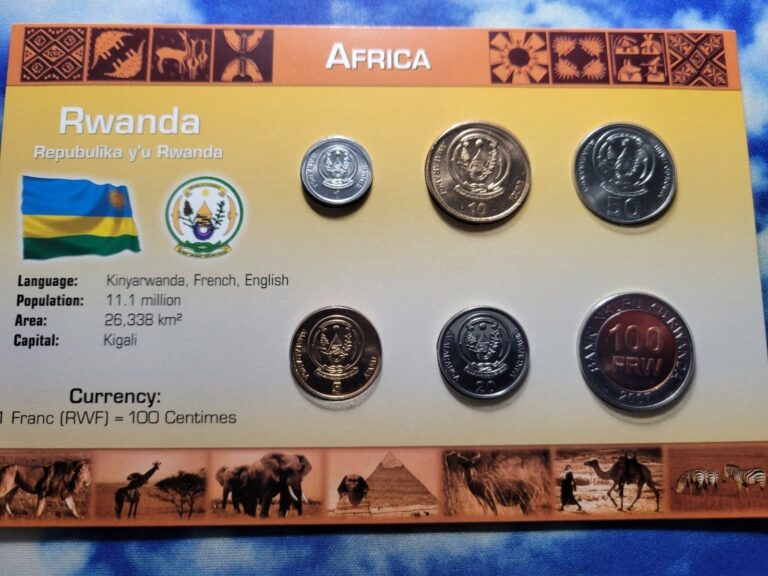 AFRICA
Rwanda
Repubulika y'u Rwanda
Language: Kinyarwanda, French, English
Population: 11.1 million
Area: 26,338 km²
Capital: Kigali
Currency:
1 Franc (RWF) = 100 Centimes
10
50
5
20
100
FRW
2007